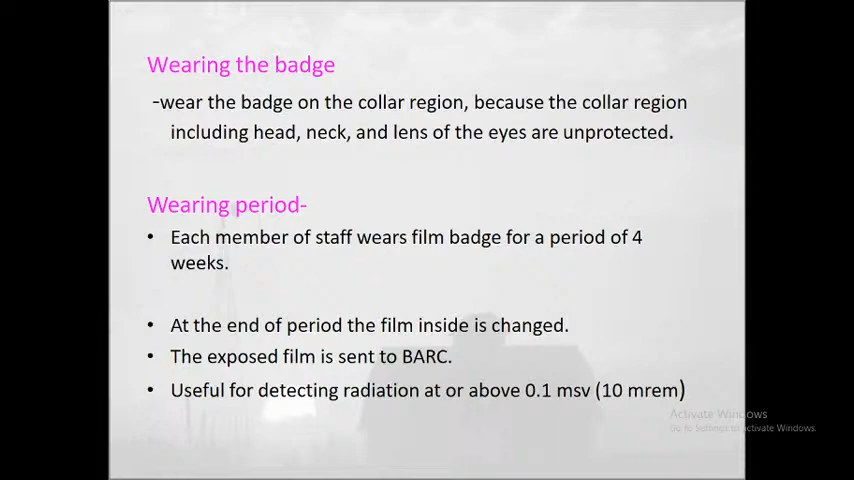 Wearing the badge
-wear the badge on the collar region, because the collar region
including head, neck, and lens of the eyes are unprotected.
Wearing period-
• Each member of staff wears film badge for a period of 4
weeks.
• At the end of period the film inside is changed.
• The exposed film is sent to BARC.
• Useful for detecting radiation at or above 0.1 msv (10 mrem)
Activate Windows
Go to Settings to activate Windows.